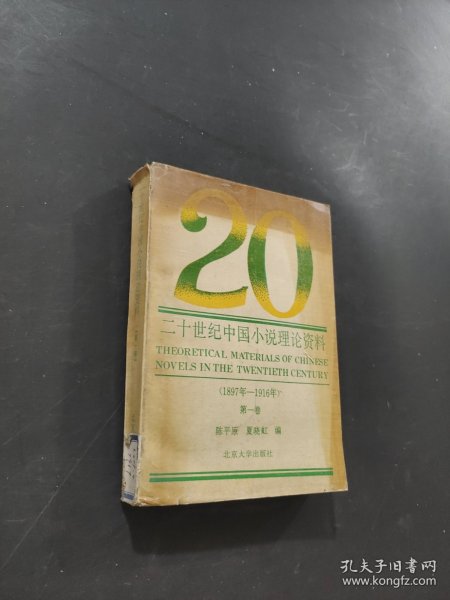 20
二十世纪中国小说理论资料
THEORETICAL MATERIALS OF CHINESE
NOVELS IN THE TWENTIETH CENTURY
(1897年—1916年)
第一卷
陈平原 夏晓虹 编
北京大学出版社
孔夫子旧书网
www.kongfz.com